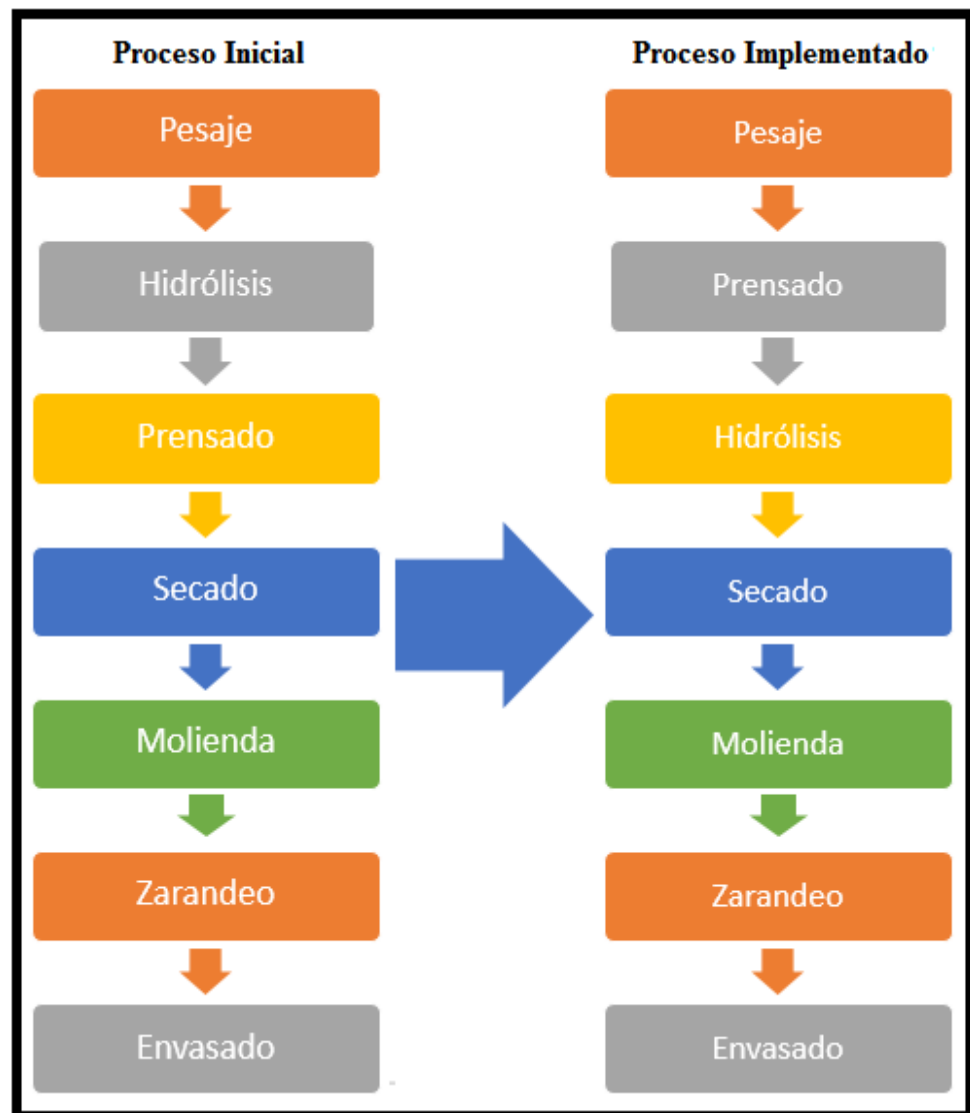 Proceso Inicial
Pesaje
Hidrólisis
Prensado
Secado
Molienda
Zarandeo
Envasado
Proceso Implementado
Pesaje
Prensado
Hidrólisis
Secado
Molienda
Zarandeo
Envasado